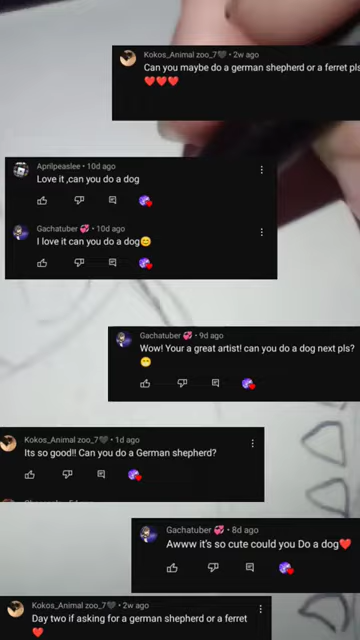 Kokos_Animal zoo_7🖤 • 2w ago
Can you maybe do a german shepherd or a ferret pls
❤️❤️❤️
Aprilpeaslee • 10d ago
Love it ,can you do a dog
Gachatuber 💞 • 10d ago
I love it can you do a dog😊
Gachatuber 💞 • 9d ago
Wow! Your a great artist! can you do a dog next pls?
😁
Kokos_Animal zoo_7🖤 • 1d ago
Its so good!! Can you do a German shepherd?
Gachatuber 💞 • 8d ago
Awww it's so cute could you Do a dog❤️
Kokos_Animal zoo_7🖤 • 2w ago
Day two if asking for a german shepherd or a ferret
❤️